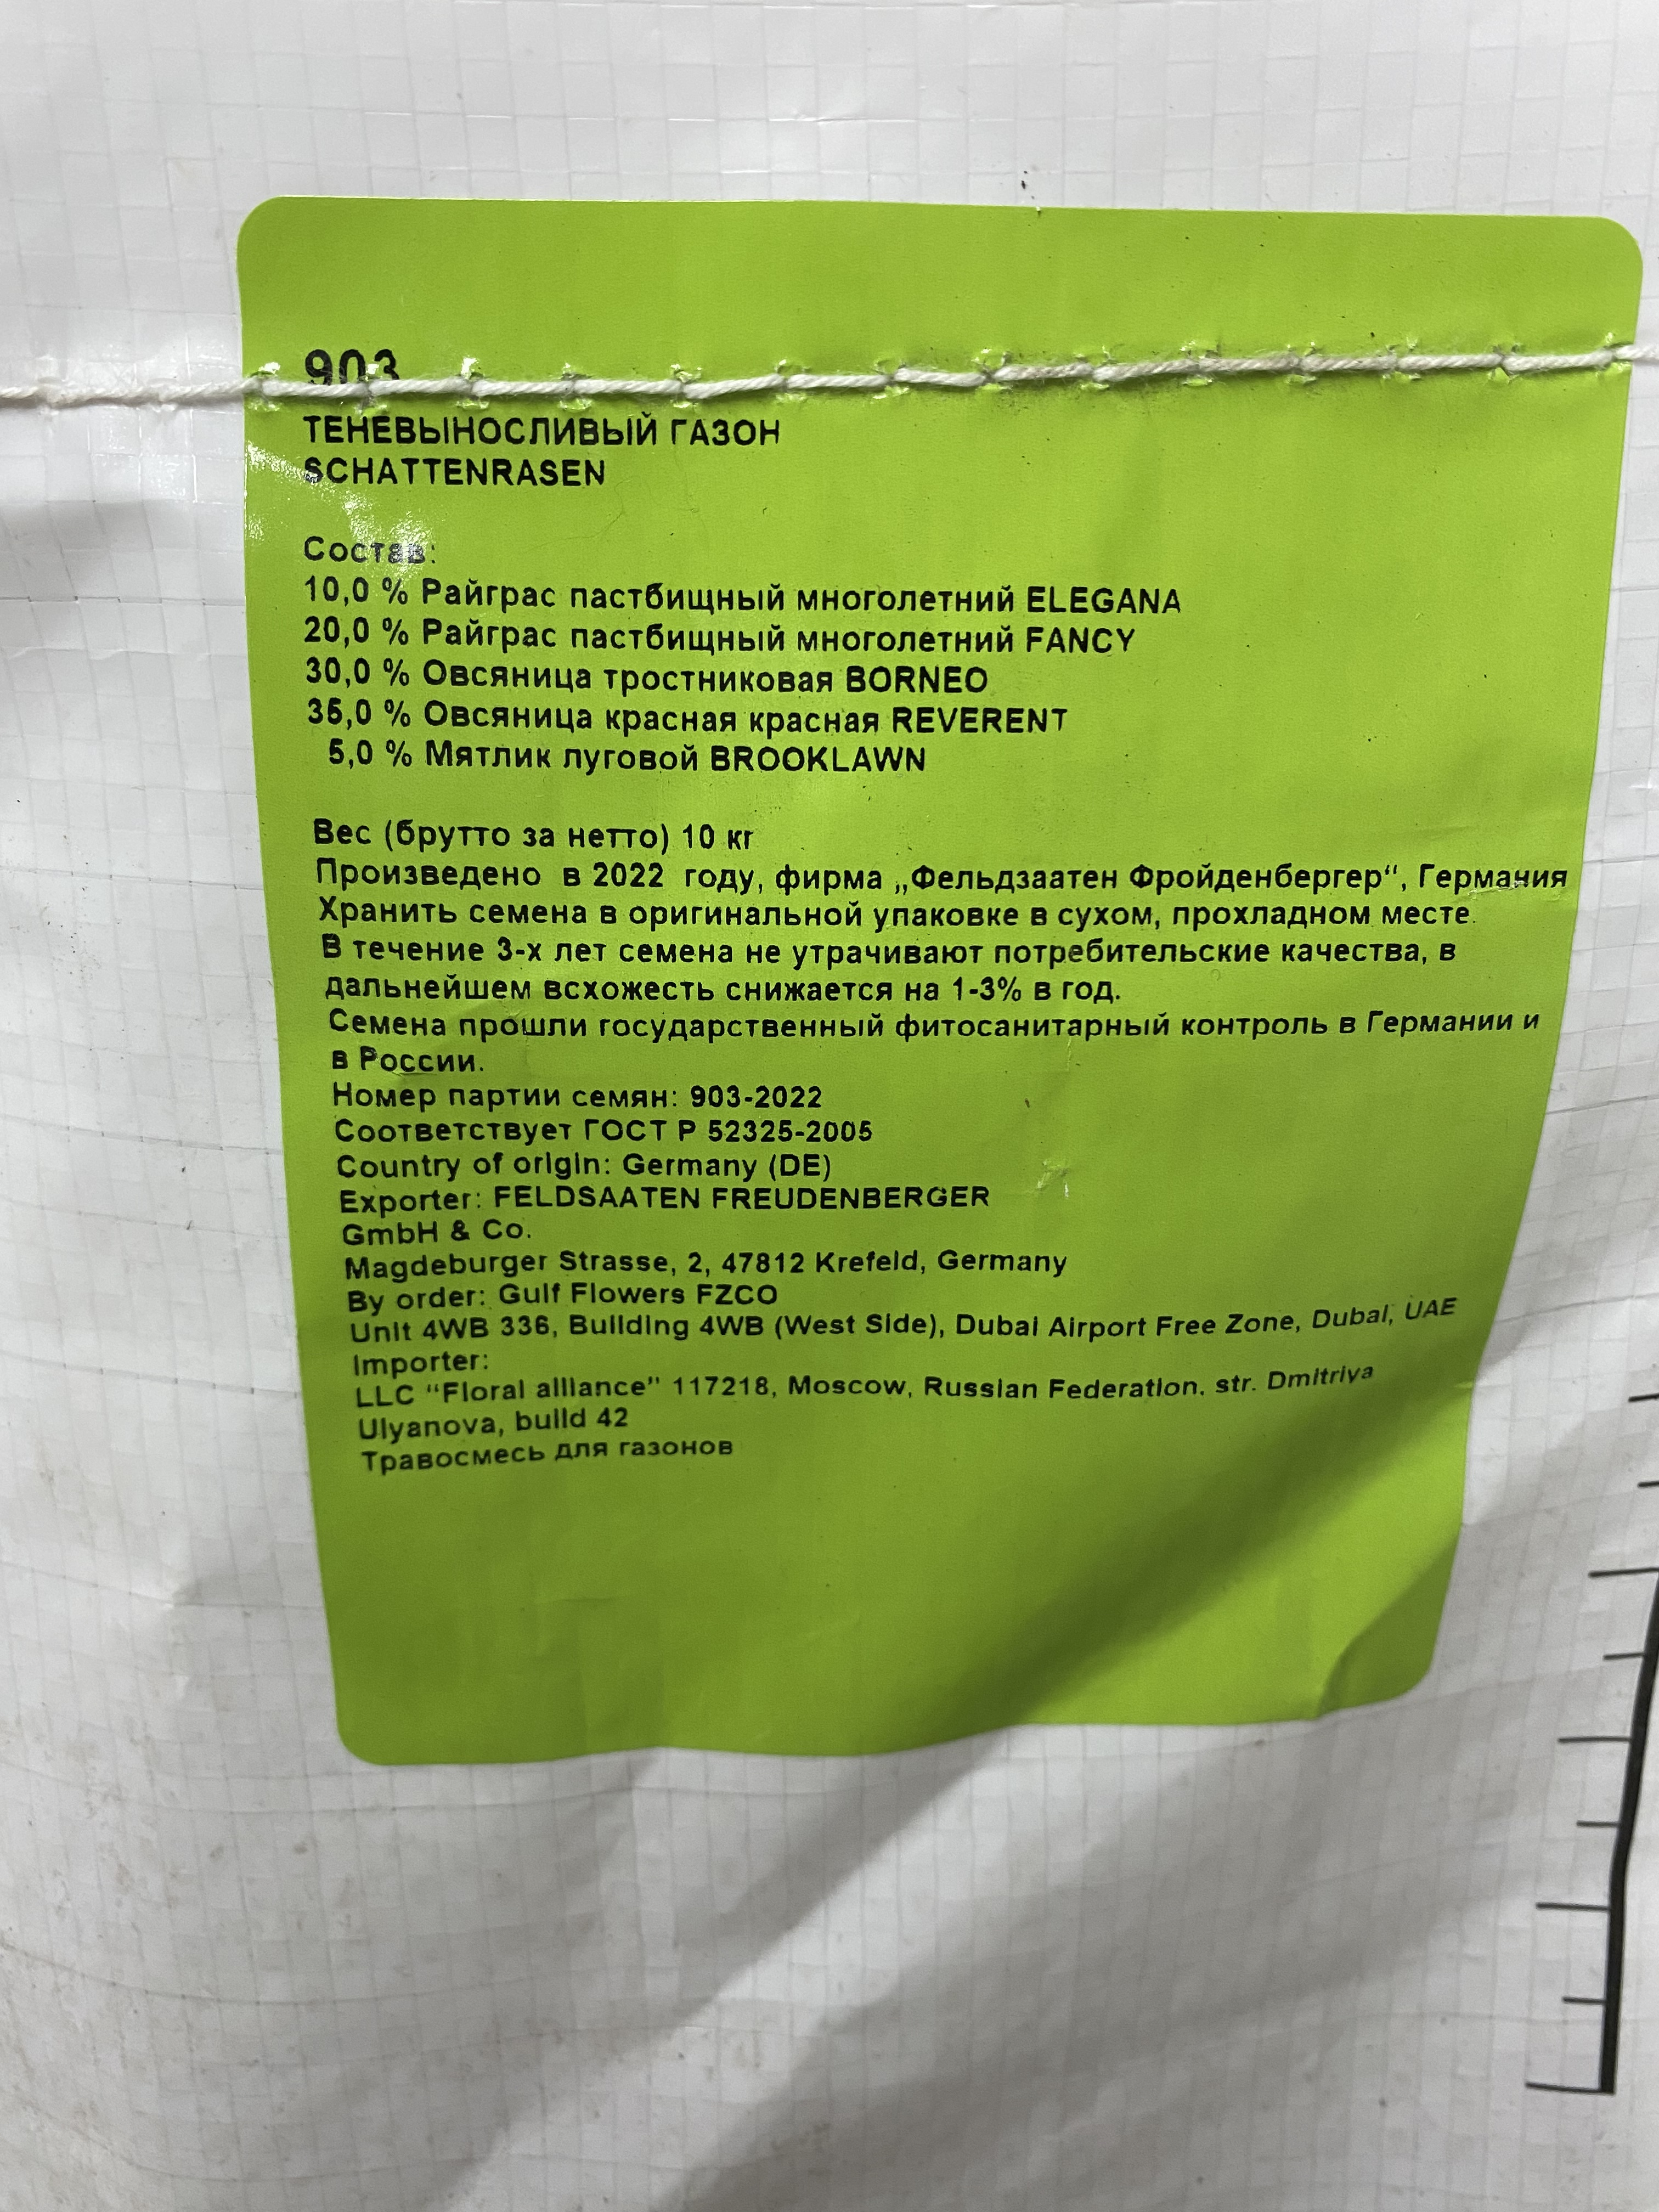 903
ТЕНЕВЫНОСЛИВЫЙ ГАЗОН
SCHATTENRASEN
Состав:
10,0 % Райграс пастбищный многолетний ELEGANA
20,0 % Райграс пастбищный многолетний FANCY
30,0 % Овсяница тростниковая BORNEO
35,0 % Овсяница красная красная REVERENT
5,0 % Мятлик луговой BROOKLAWN
Вес (брутто за нетто) 10 кг
Произведено в 2022 году, фирма „Фельдзаатен Фройденбергер“, Германия
Хранить семена в оригинальной упаковке в сухом, прохладном месте.
В течение 3-х лет семена не утрачивают потребительские качества, в
дальнейшем всхожесть снижается на 1-3% в год.
Семена прошли государственный фитосанитарный контроль в Германии и
в России.
Номер партии семян: 903-2022
Соответствует ГОСТ Р 52325-2005
Country of origin: Germany (DE)
Exporter: FELDSAATEN FREUDENBERGER
GmbH & Co.
Magdeburger Strasse, 2, 47812 Krefeld, Germany
By order: Gulf Flowers FZCO
Unit 4WB 336, Building 4WB (West Side), Dubai Airport Free Zone, Dubai, UAE
Importer:
LLC “Floral alliance” 117218, Moscow, Russian Federation. str. Dmitriya
Ulyanova, build 42
Травосмесь для газонов